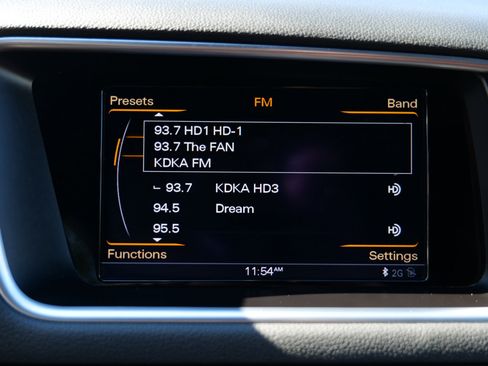 Presets FM Band
93.7 HD1 HD-1
93.7 The FAN
KDKA FM
93.7 KDKA HD3
94.5 Dream
95.5
Functions Settings
11:54AM 2G